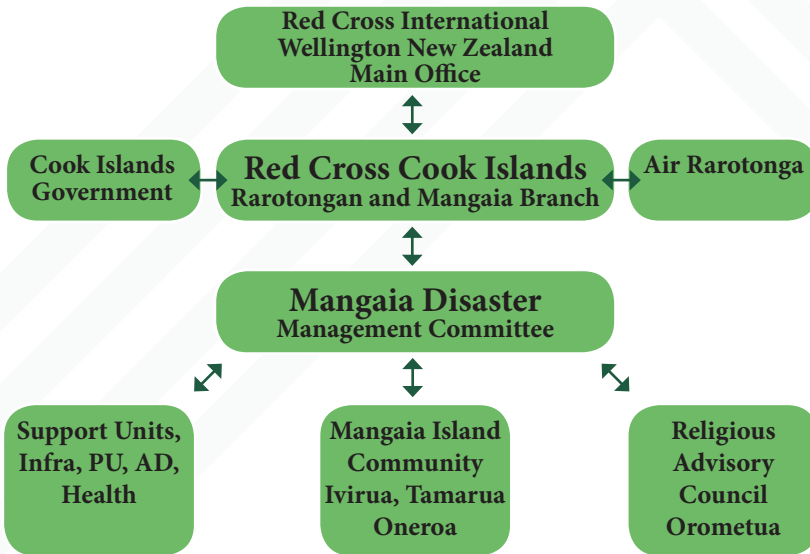 Red Cross International
Wellington New Zealand
Main Office
Cook Islands
Government
Red Cross Cook Islands
Rarotongan and Mangaia Branch
Air Rarotonga
Mangaia Disaster
Management Committee
Support Units,
Infra, PU, AD,
Health
Mangaia Island
Community
Ivirua, Tamarua
Oneroa
Religious
Advisory
Council
Orometua